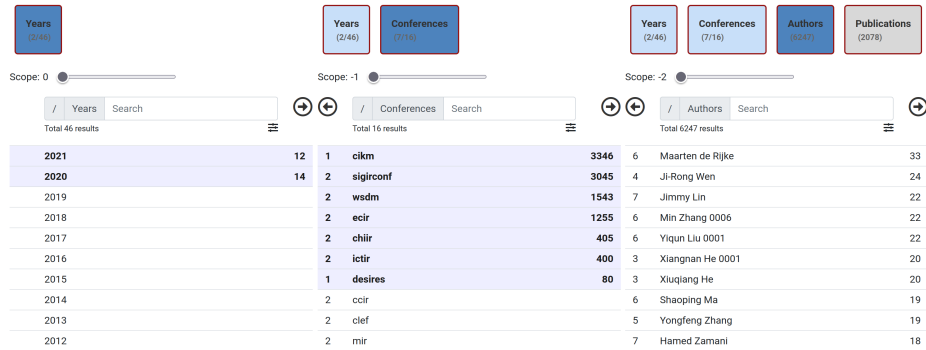 Years
(2/46)
Scope: 0
/ Years Search
Total 46 results
2021 12
2020 14
2019
2018
2017
2016
2015
2014
2013
2012
Years
(2/46)
Conferences
(7/16)
Scope: -1
/ Conferences Search
Total 16 results
1 cikm 3346
2 sigirconf 3045
2 wsdm 1543
2 ecir 1255
2 chiir 405
2 ictir 400
1 desires 80
2 ccir
2 clef
2 mir
Years
(2/46)
Conferences
(7/16)
Authors
(6247)
Publications
(2078)
Scope: -2
/ Authors Search
Total 6247 results
6 Maarten de Rijke 33
4 Ji-Rong Wen 24
7 Jimmy Lin 22
6 Min Zhang 0006 22
6 Yiqun Liu 0001 22
3 Xiangnan He 0001 20
3 Xiuqiang He 20
6 Shaoping Ma 19
5 Yongfeng Zhang 19
7 Hamed Zamani 18